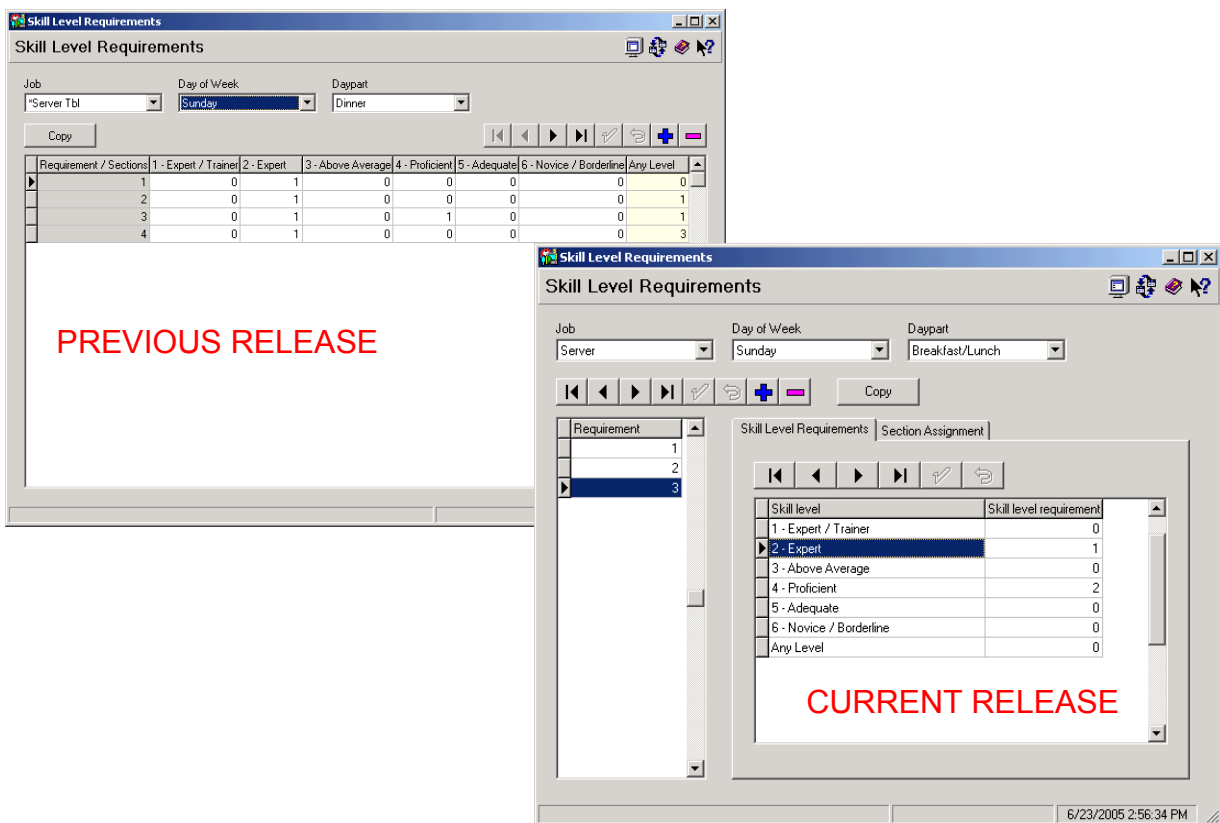 Skill Level Requirements
Skill Level Requirements
Job Day of Week Daypart
*Server Tbl Sunday Dinner
Copy
Requirement / Sections 1 - Expert / Trainer 2 - Expert 3 - Above Average 4 - Proficient 5 - Adequate 6 - Novice / Borderline Any Level
1 0 1 0 0 0 0 0
2 0 1 0 0 0 0 1
3 0 1 0 1 0 0 1
4 0 1 0 0 0 0 3
PREVIOUS RELEASE
Skill Level Requirements
Skill Level Requirements
Job Day of Week Daypart
Server Sunday Breakfast/Lunch
Copy
Requirement
1
2
3
Skill Level Requirements Section Assignment
Skill level Skill level requirement
1 - Expert / Trainer 0
2 - Expert 1
3 - Above Average 0
4 - Proficient 2
5 - Adequate 0
6 - Novice / Borderline 0
Any Level 0
CURRENT RELEASE
6/23/2005 2:56:34 PM